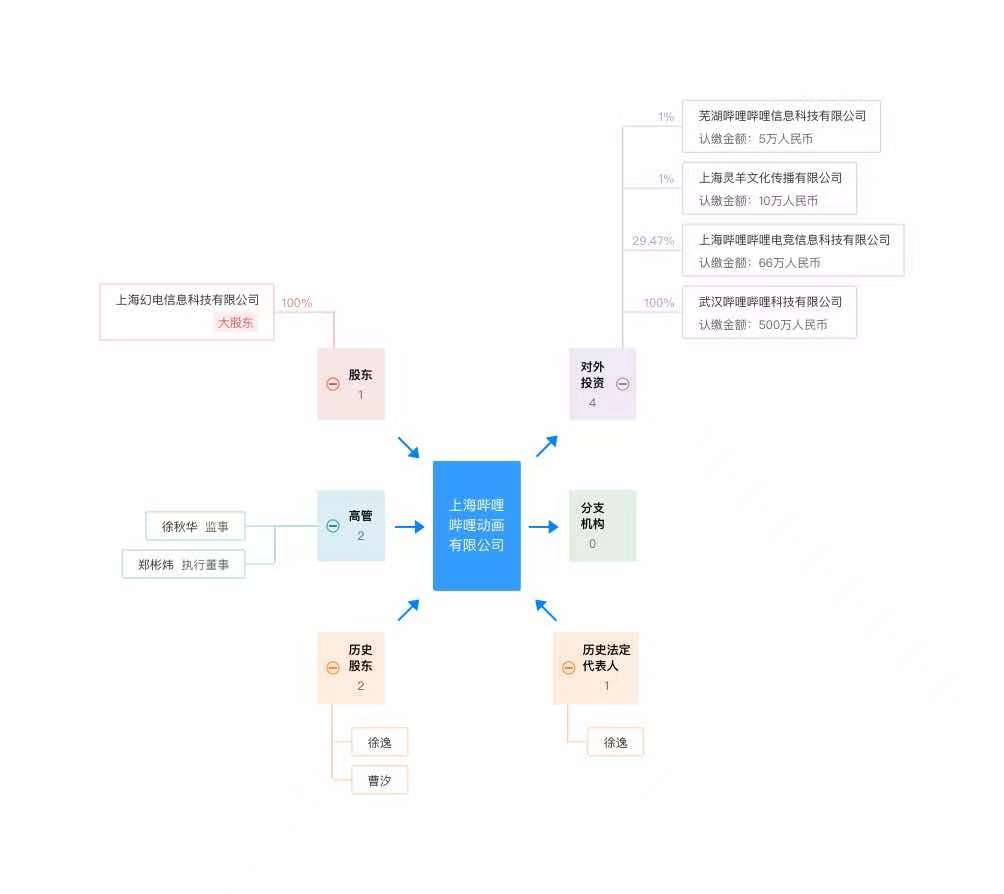 1%
芜湖哔哩哔哩信息科技有限公司
认缴金额：5万人民币
1%
上海灵羊文化传播有限公司
认缴金额：10万人民币
29.47%
上海哔哩哔哩电竞信息科技有限公司
认缴金额：66万人民币
100%
武汉哔哩哔哩科技有限公司
认缴金额：500万人民币
上海幻电信息科技有限公司
大股东
100%
股东
1
对外
投资
4
上海哔哩
哔哩动画
有限公司
高管
2
徐秋华 监事
郑彬炜 执行董事
分支
机构
0
历史
股东
2
徐逸
曹汐
历史法定
代表人
1
徐逸